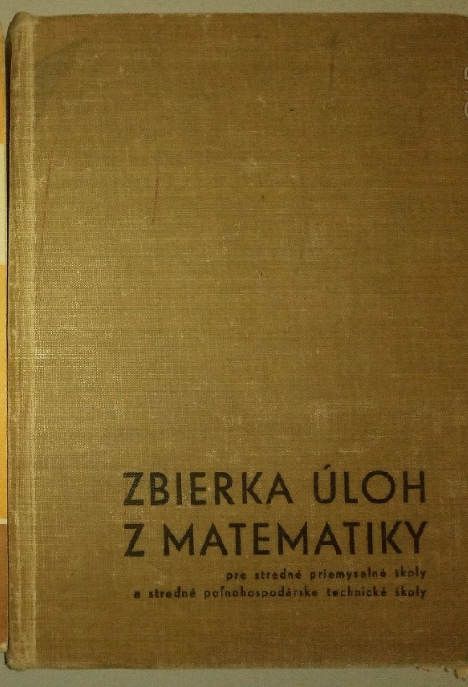 ZBIERKA ÚLOH
Z MATEMATIKY
pre stredné priemyselné školy
a stredné poľnohospodárske technické školy